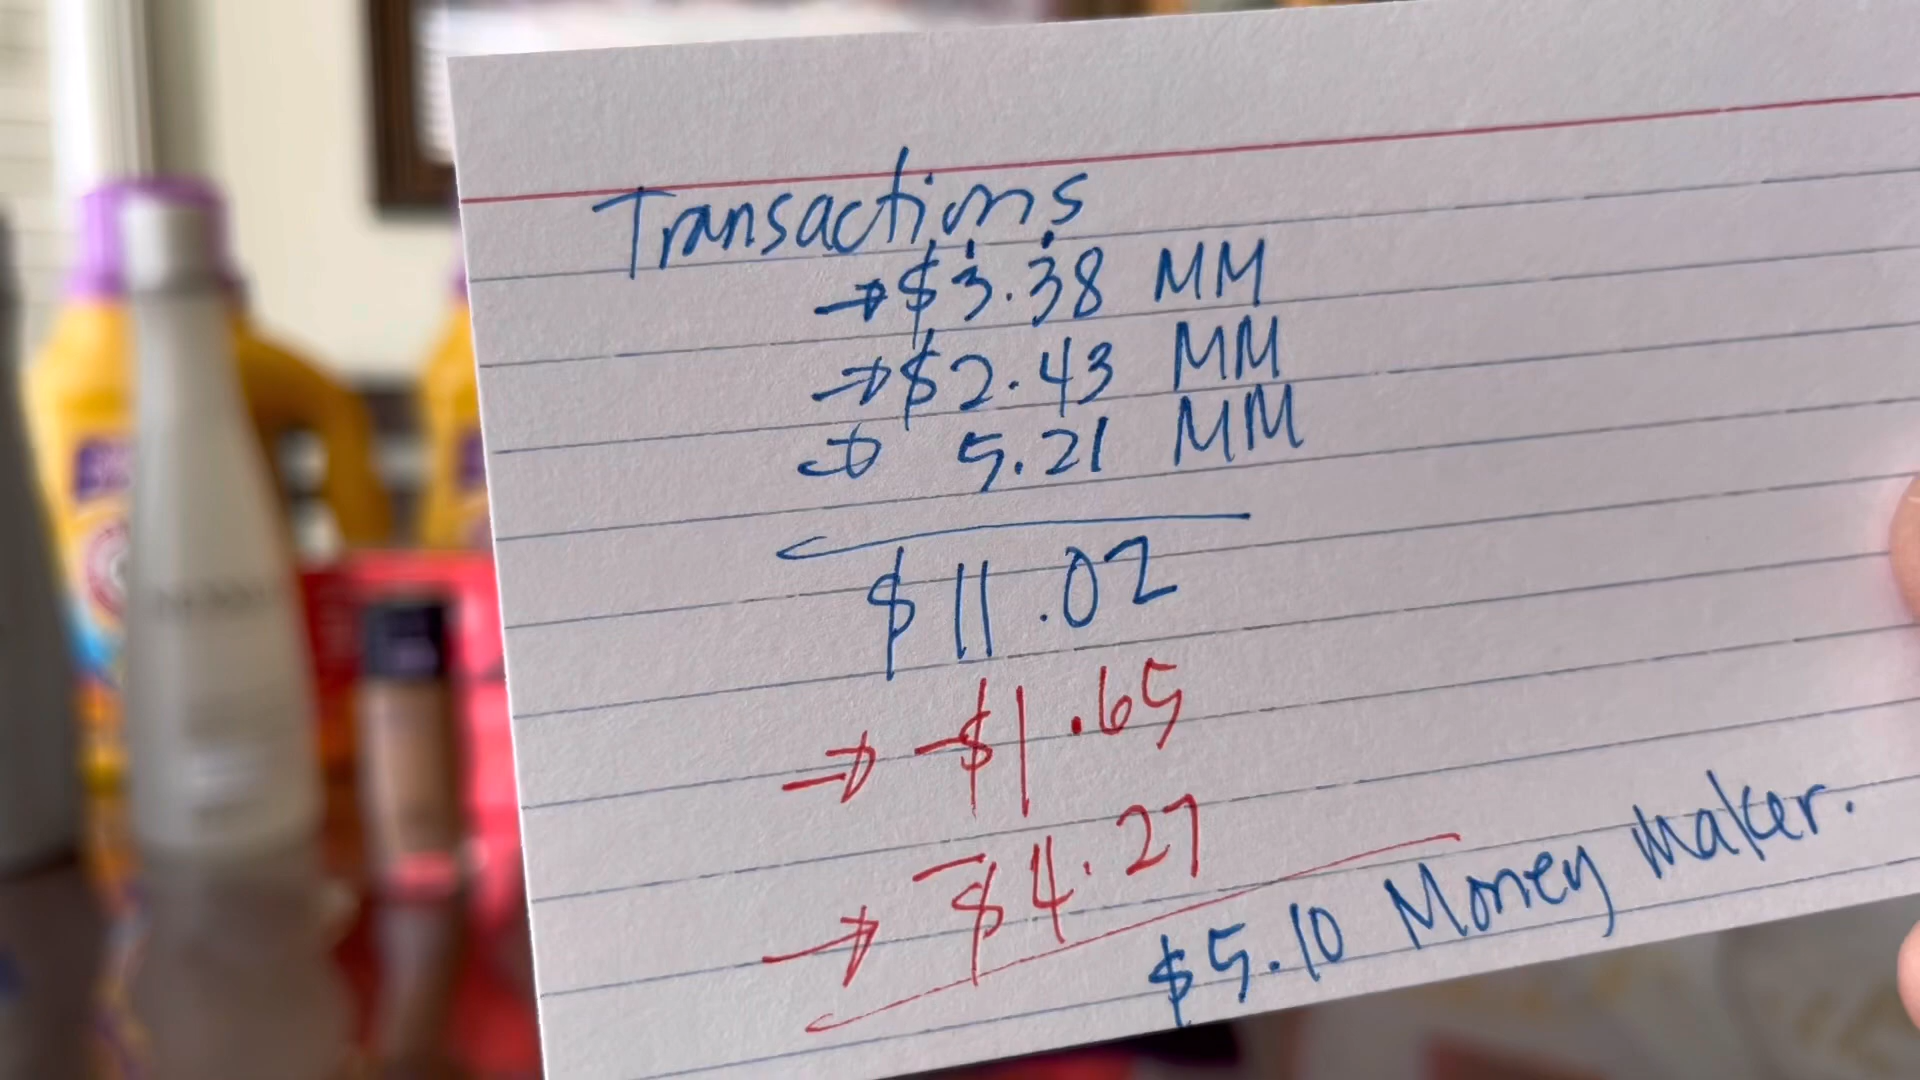 Transactions
→ $3.38 MM
→ $2.43 MM
→ 5.21 MM
$11.02
→ -$1.65
→ -$4.27
$5.10 Money Maker.